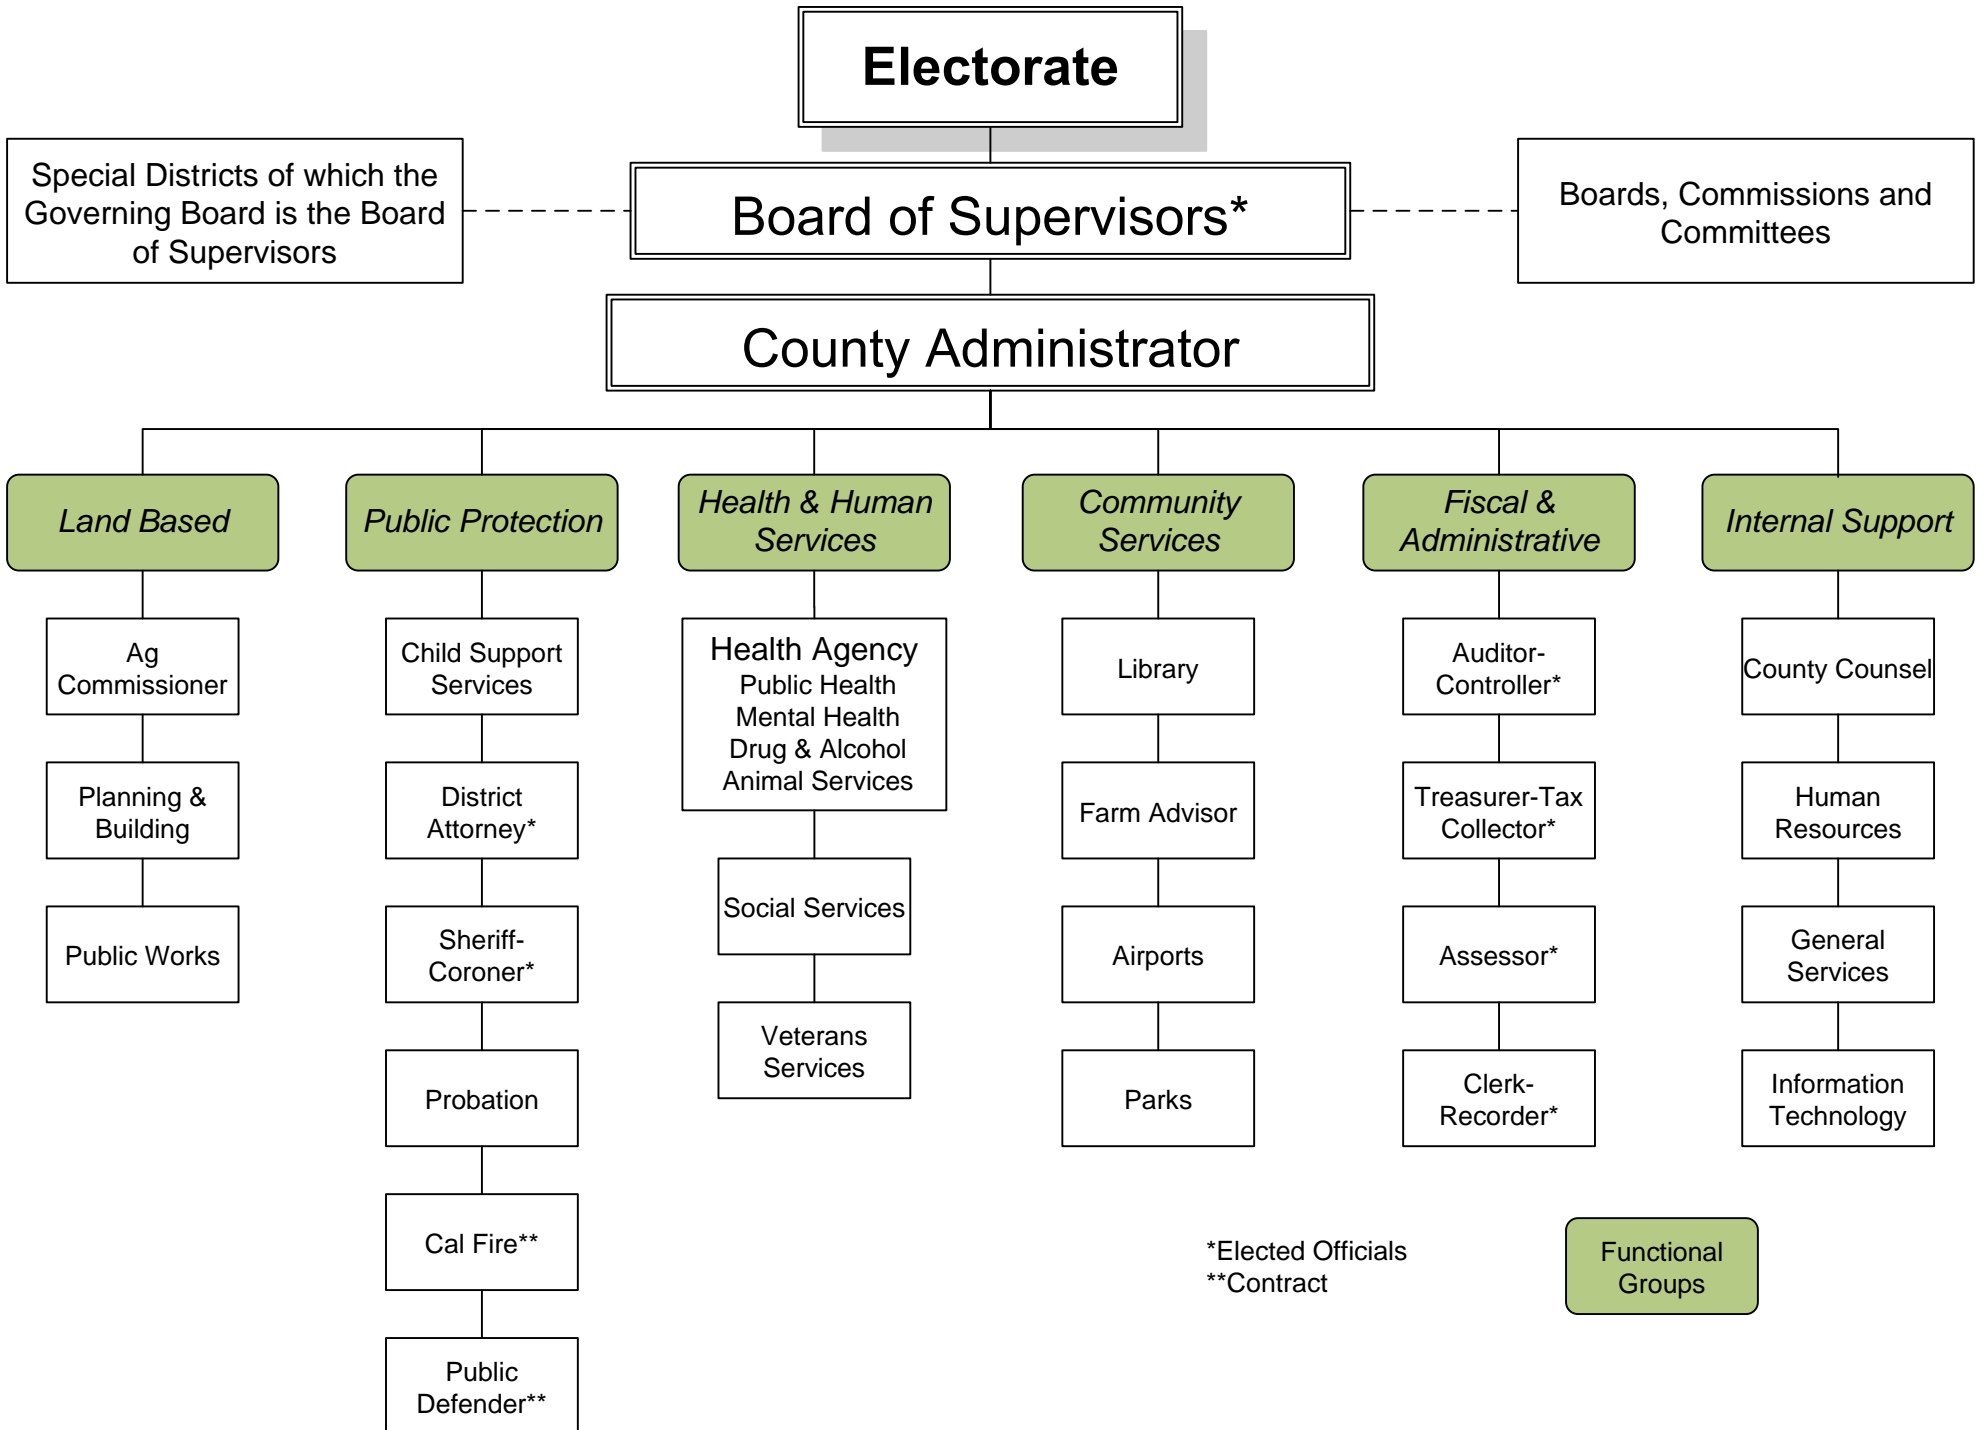 Electorate
Special Districts of which the
Governing Board is the Board
of Supervisors
Board of Supervisors*
Boards, Commissions and
Committees
County Administrator
Land Based
Ag
Commissioner
Planning &
Building
Public Works
Public Protection
Child Support
Services
District
Attorney*
Sheriff-
Coroner*
Probation
Cal Fire**
Public
Defender**
Health & Human
Services
Health Agency
Public Health
Mental Health
Drug & Alcohol
Animal Services
Social Services
Veterans
Services
Community
Services
Library
Farm Advisor
Airports
Parks
Fiscal &
Administrative
Auditor-
Controller*
Treasurer-Tax
Collector*
Assessor*
Clerk-
Recorder*
Internal Support
County Counsel
Human
Resources
General
Services
Information
Technology
*Elected Officials
**Contract
Functional
Groups